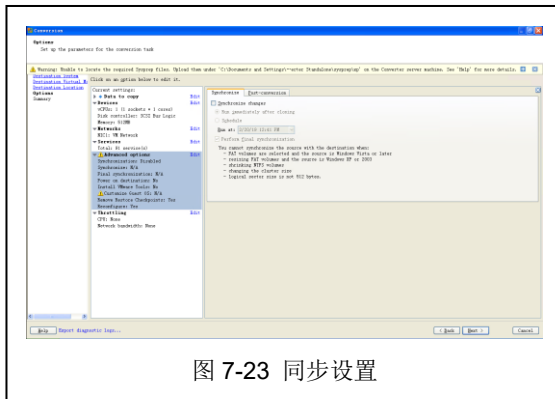 Conversion
Options
Set up the parameters for the conversion task
Warning: Unable to locate the required Sysprep files. Upload them under
on the Converter server machine. See 'Help' for more details.
Destination System
Destination Virtual
Destination Location
Options
Summary
Click on an option below to edit it.
Current settings:
Data to copy Edit
Devices Edit
vCPUs: 1 (1 sockets * 1 cores)
Disk controller: SCSI Bus Logic
Memory: 512MB
Networks Edit
NIC1: VM Network
Services Edit
Total: 81 service(s)
Advanced options Edit
Synchronization: Disabled
Synchronize: N/A
Final synchronization: N/A
Power on destination: No
Install VMware Tools: No
Customize Guest OS: N/A
Remove Restore Checkpoints: Yes
Reconfigure: Yes
Throttling Edit
CPU: None
Network bandwidth: None
Synchronize Post-conversion
Synchronize changes
Run immediately after cloning
Schedule
Run at:
Perform final synchronization
You cannot synchronize the source with the destination when:
- FAT volumes are selected and the source is Windows Vista or later
- resizing FAT volumes and the source is Windows XP or 2003
- shrinking NTFS volumes
- changing the cluster size
- logical sector size is not 512 bytes.
Help Export diagnostic logs... < Back Next > Cancel
图 7-23 同步设置